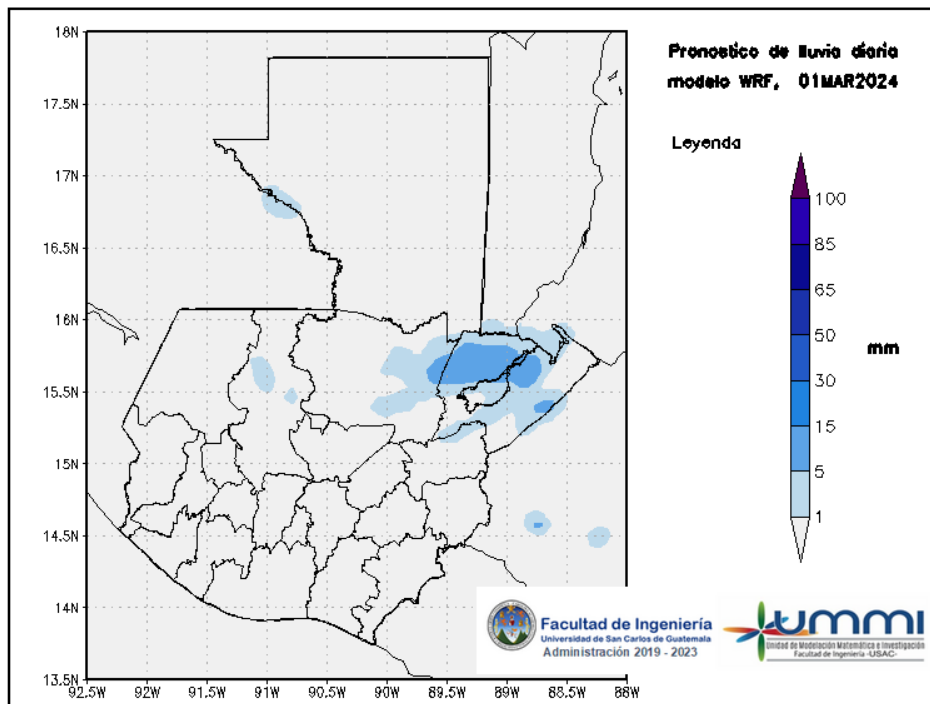 Pronostico de lluvia diaria
modelo WRF, 01MAR2024
Leyenda
100
85
65
50
30
15
5
1
mm
18N
17.5N
17N
16.5N
16N
15.5N
15N
14.5N
14N
13.5N
92.5W
92W
91.5W
91W
90.5W
90W
89.5W
89W
88.5W
88W
Facultad de Ingeniería
Universidad de San Carlos de Guatemala
Administración 2019 - 2023
ummi
Unidad de Modelación Matemática e Investigación
Facultad de Ingeniería -USAC-